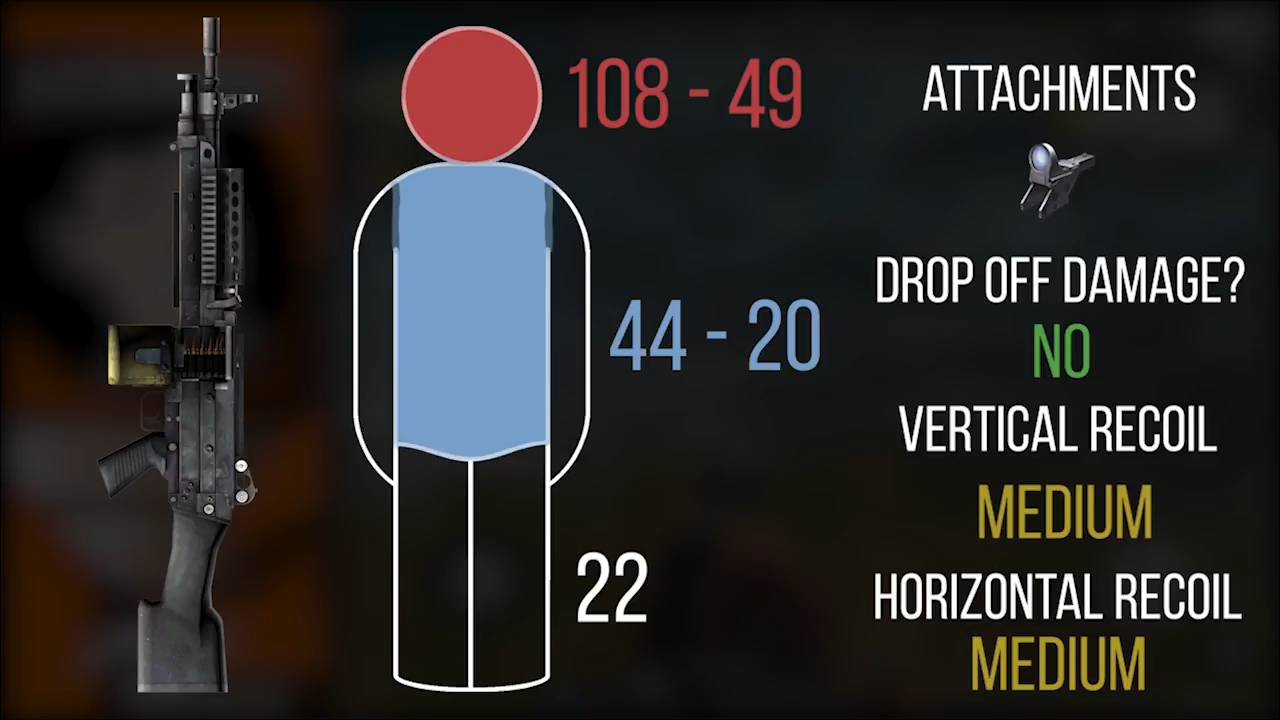 108 - 49
44 - 20
22
ATTACHMENTS
DROP OFF DAMAGE?
NO
VERTICAL RECOIL
MEDIUM
HORIZONTAL RECOIL
MEDIUM